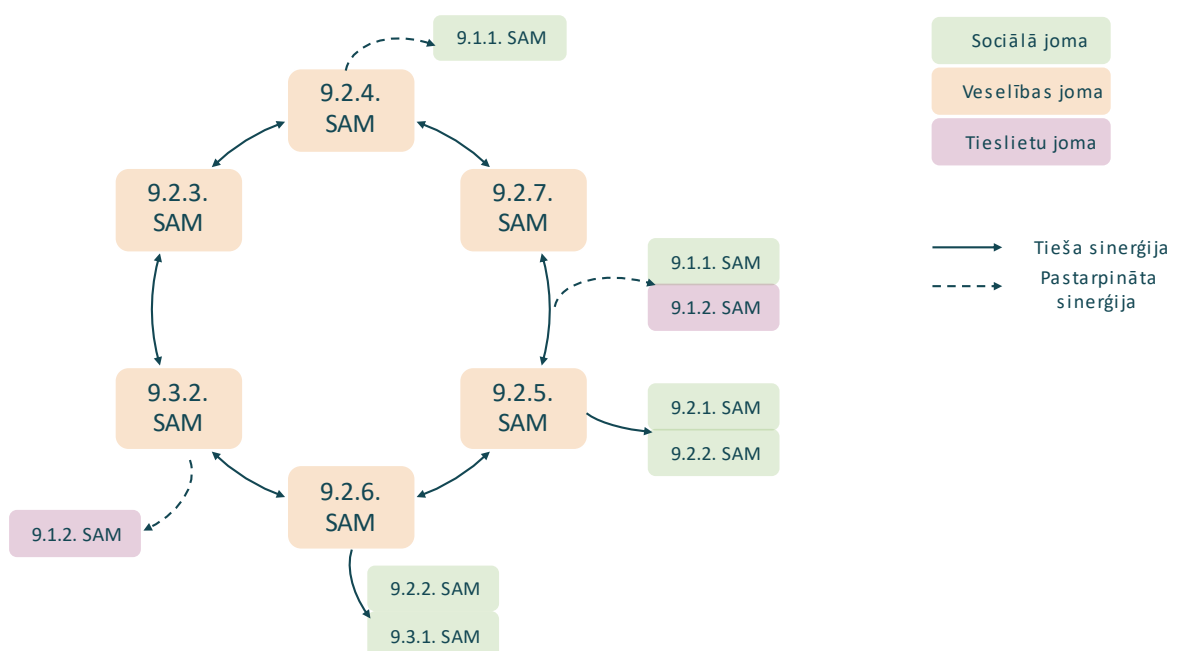 9.1.1. SAM
9.2.4.
SAM
9.2.3.
SAM
9.2.7.
SAM
9.1.1. SAM
9.1.2. SAM
9.3.2.
SAM
9.2.5.
SAM
9.2.1. SAM
9.2.2. SAM
9.2.6.
SAM
9.1.2. SAM
9.2.2. SAM
9.3.1. SAM
Sociālā joma
Veselības joma
Tieslietu joma
Tieša sinerģija
Pastarpināta
sinerģija